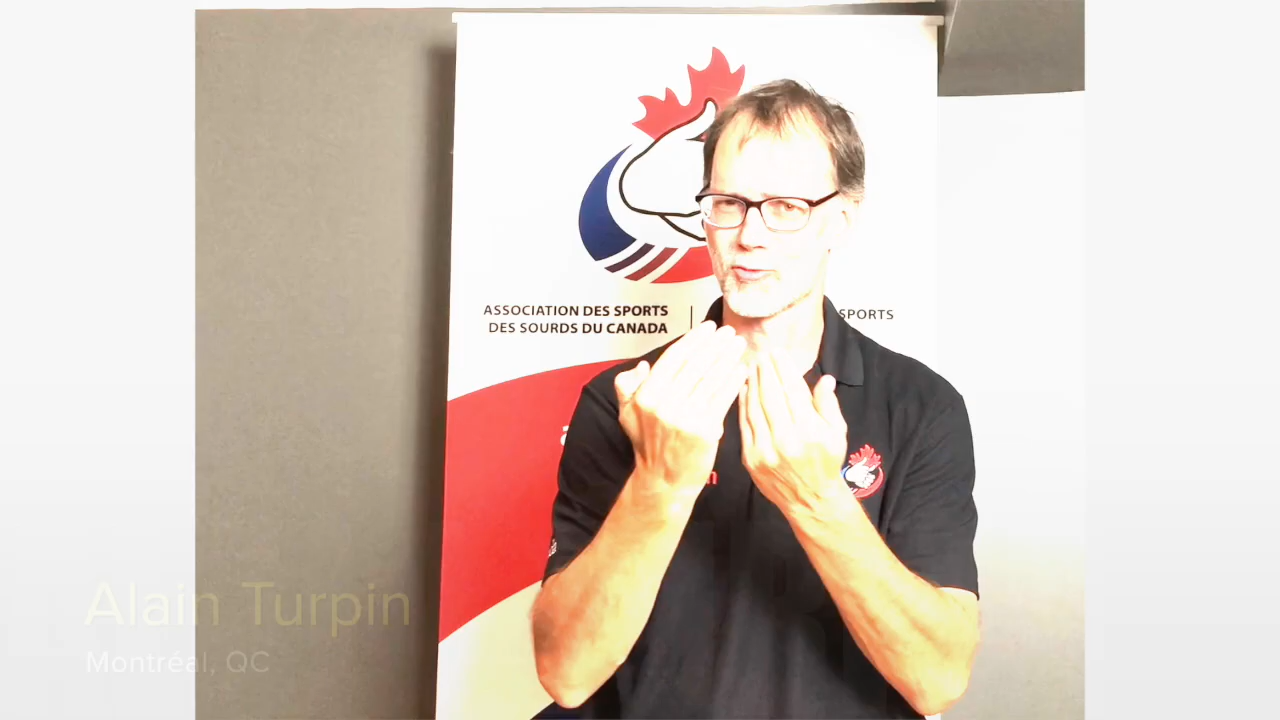 ASSOCIATION DES SPORTS
DES SOURDS DU CANADA
SPORTS
Alain Turpin
Montréal, QC